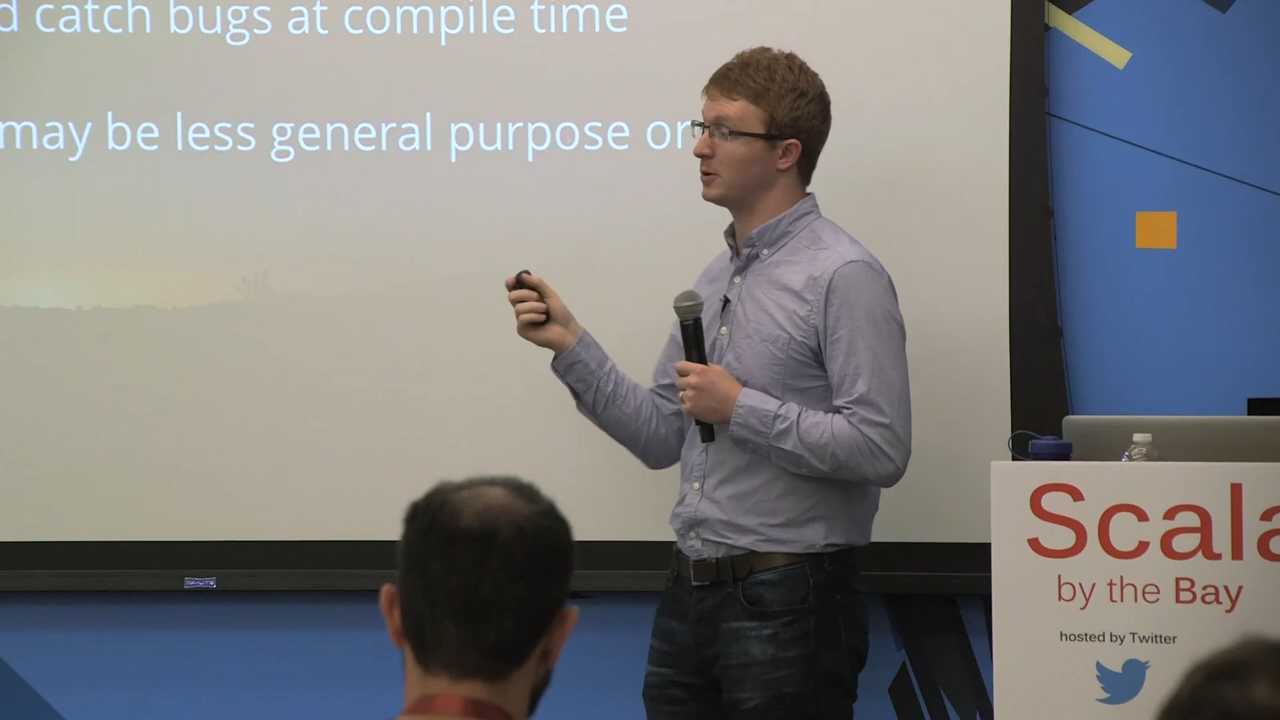 d catch bugs at compile time
may be less general purpose or
Scala
by the Bay
hosted by Twitter